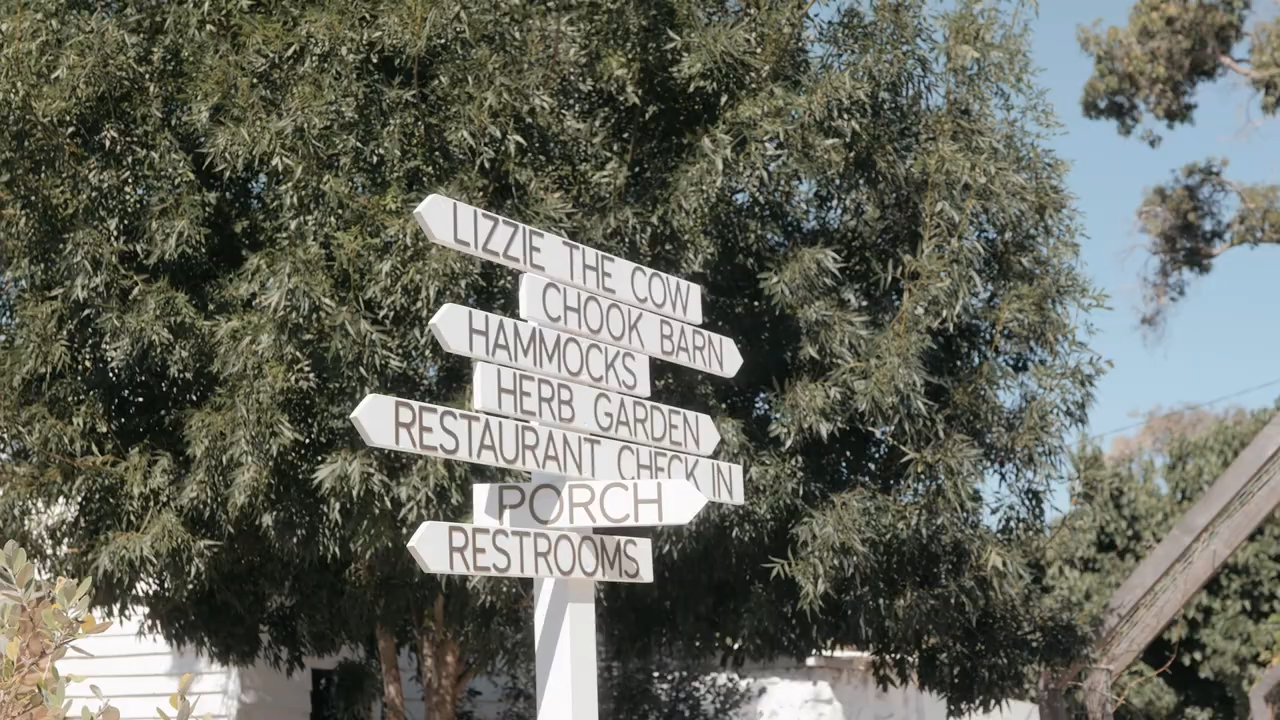 LIZZIE THE COW
CHOOK BARN
HAMMOCKS
HERB GARDEN
RESTAURANT CHECK IN
PORCH
RESTROOMS